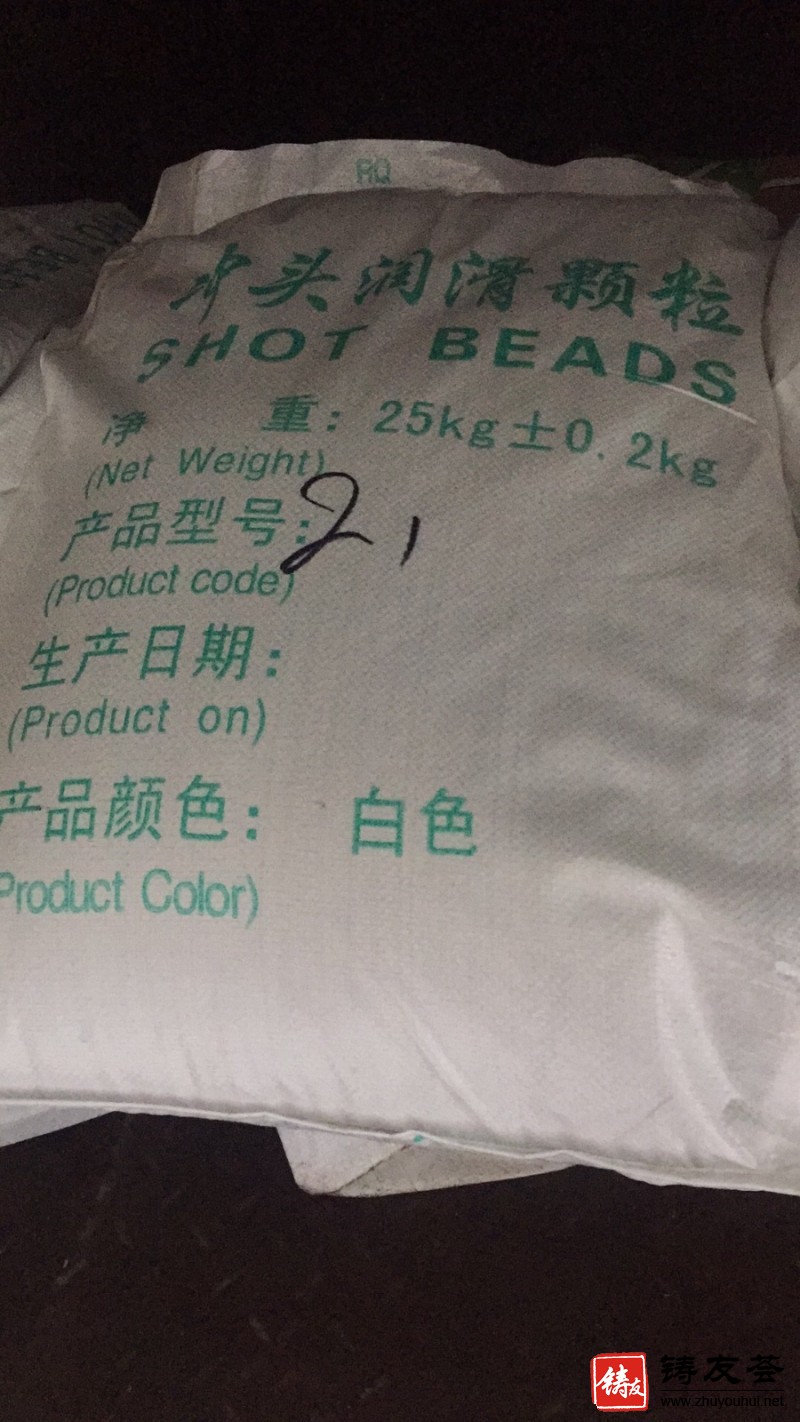 RQ
冲头润滑颗粒
SHOT BEADS
净 重：25kg±0.2kg
(Net Weight)
产品型号：21
(Product code)
生产日期：
(Product on)
产品颜色： 白色
Product Color)
铸友
铸友荟
www.zhuyouhui.net